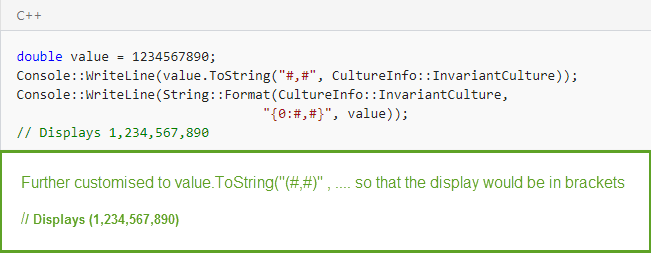 C++
double value = 1234567890;
Console::WriteLine(value.ToString("#,#", CultureInfo::InvariantCulture));
Console::WriteLine(String::Format(CultureInfo::InvariantCulture,
"{0:#,#}", value));
// Displays 1,234,567,890
Further customised to value.ToString("(#,#)" , .... so that the display would be in brackets
// Displays (1,234,567,890)